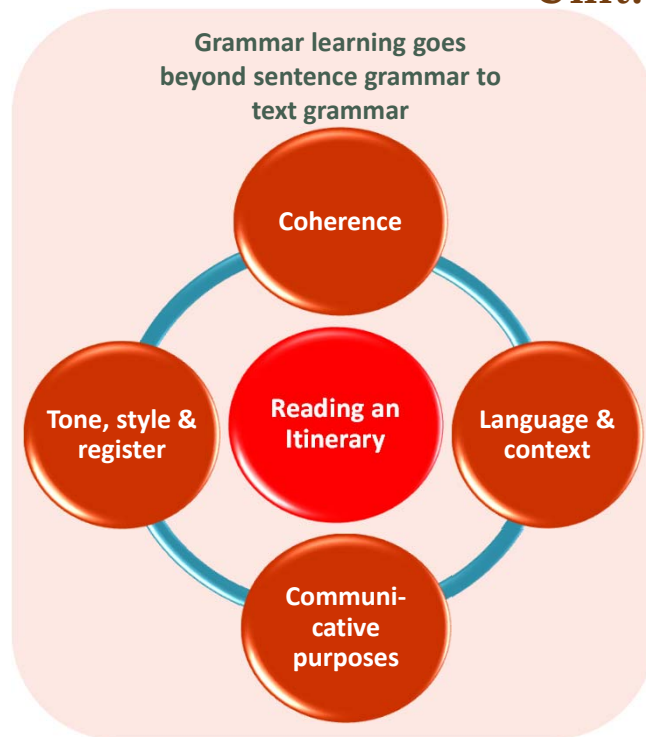 Grammar learning goes
beyond sentence grammar to
text grammar
Coherence
Tone, style &
register
Reading an
Itinerary
Language &
context
Communi-
cative
purposes